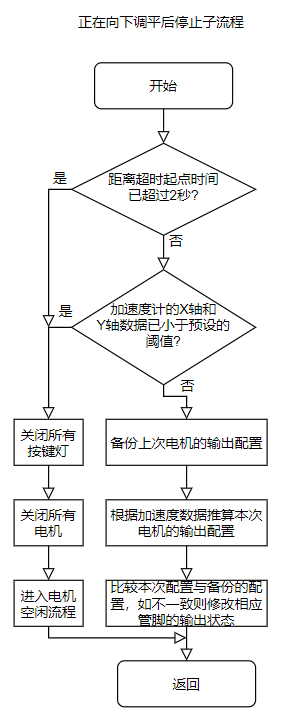 正在向下调平后停止子流程
开始
距离超时起点时间
已超过2秒?
是
否
加速度计的X轴和
Y轴数据已小于预设的
阈值?
是
否
关闭所有
按键灯
备份上次电机的输出配置
关闭所有
电机
根据加速度数据推算本次
电机的输出配置
进入电机
空闲流程
比较本次配置与备份的配
置，如不一致则修改相应
管脚的输出状态
返回